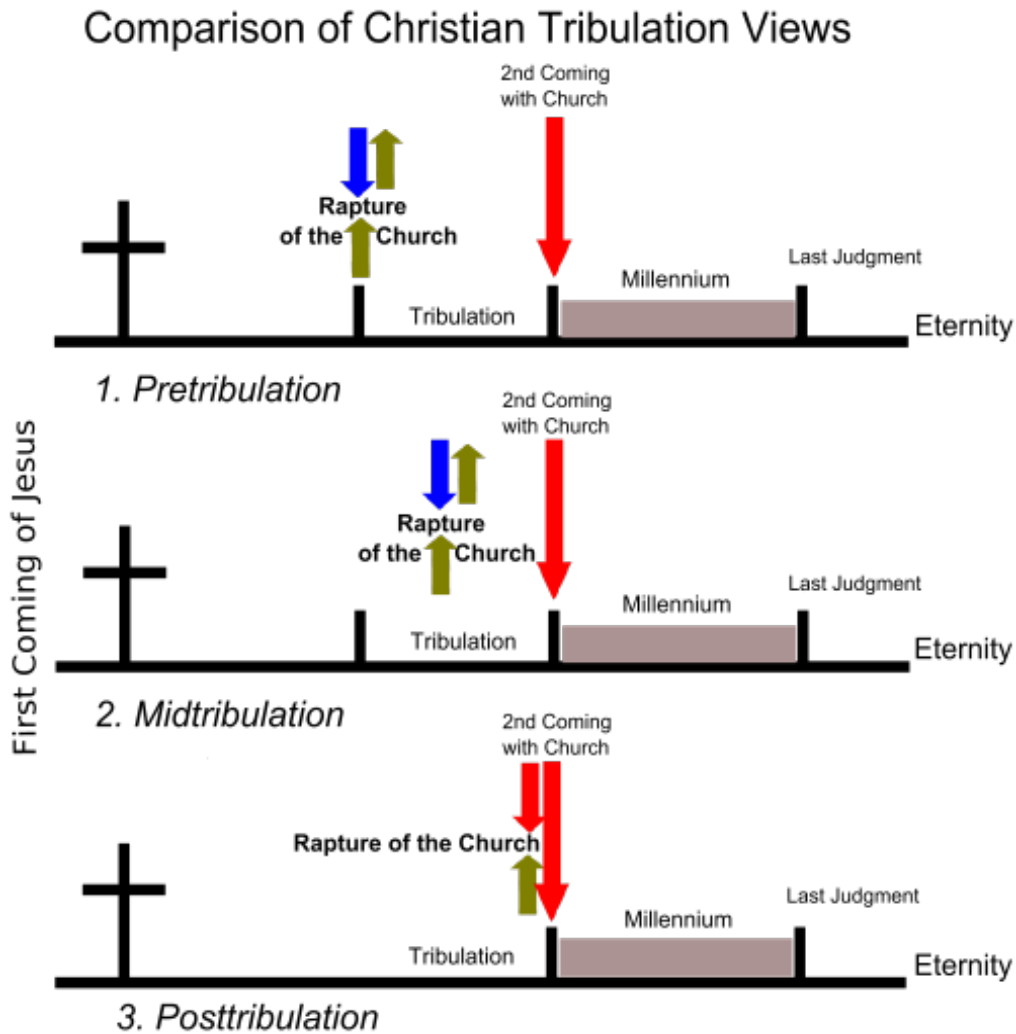 Comparison of Christian Tribulation Views
2nd Coming
with Church
Rapture
of the Church
Last Judgment
Millennium
Tribulation
Eternity
1. Pretribulation
First Coming of Jesus
2nd Coming
with Church
Rapture
of the Church
Last Judgment
Millennium
Tribulation
Eternity
2. Midtribulation
2nd Coming
with Church
Rapture of the Church
Last Judgment
Millennium
Tribulation
Eternity
3. Posttribulation